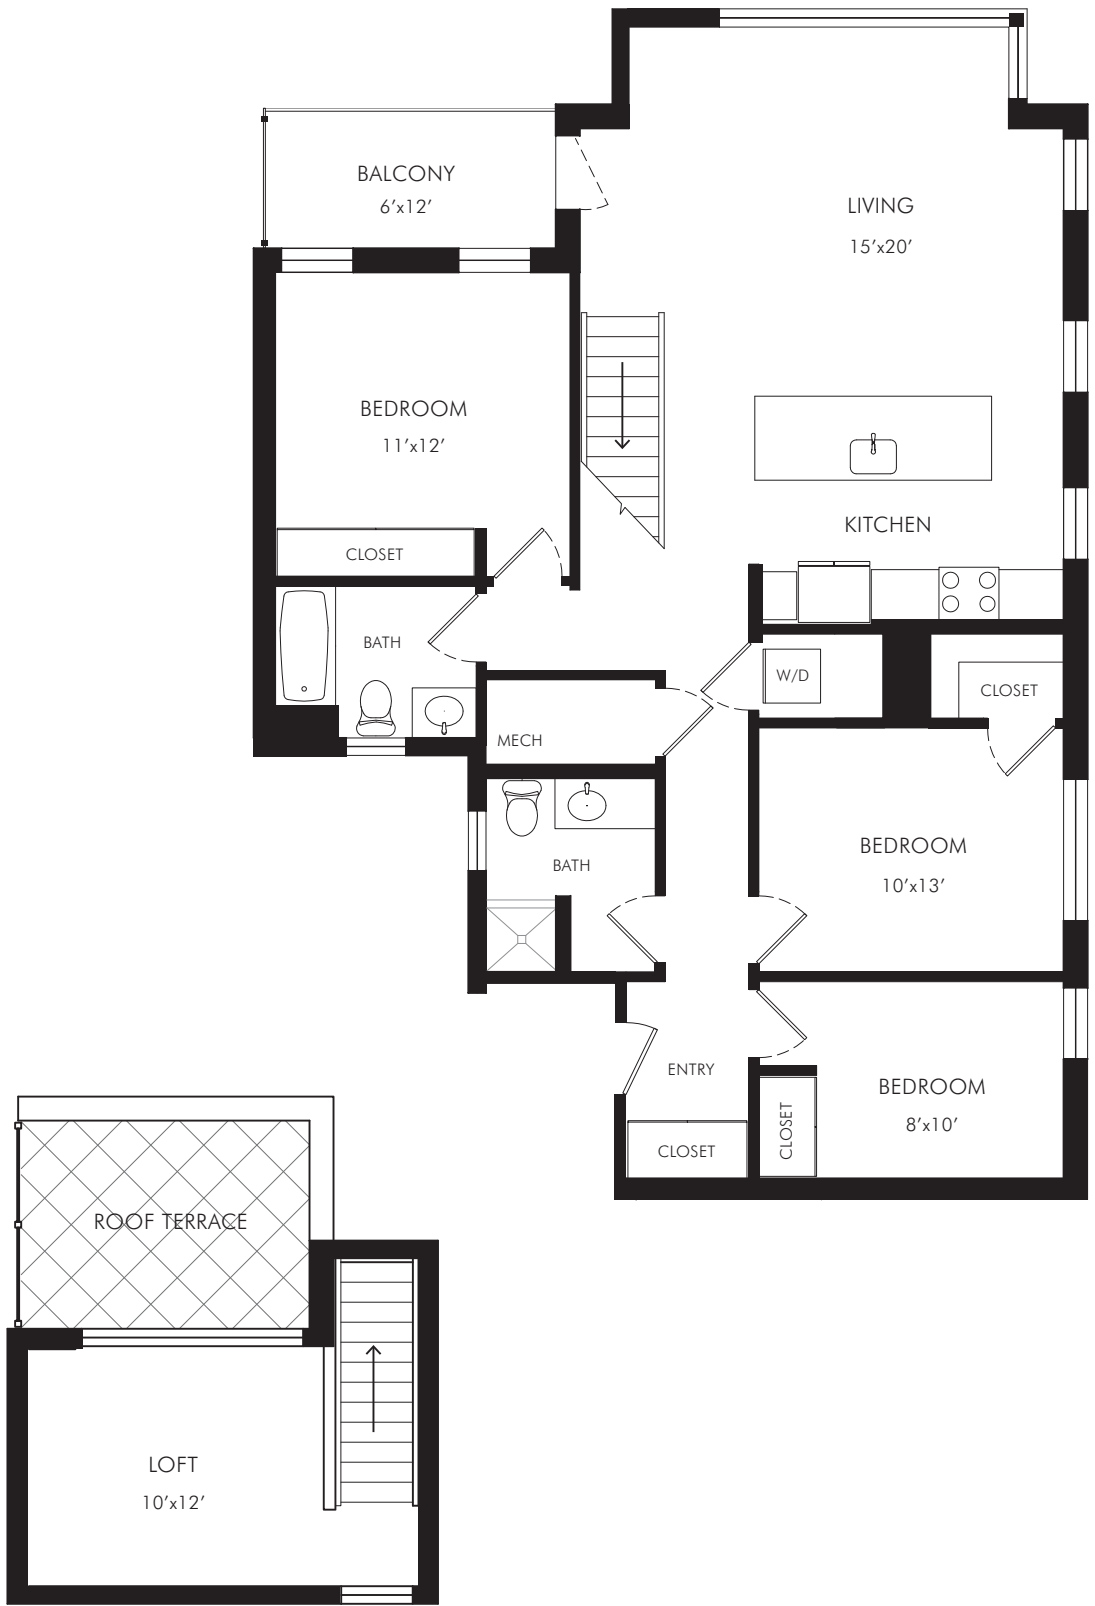 BALCONY
6'x12'
LIVING
15'x20'
BEDROOM
11'x12'
KITCHEN
CLOSET
BATH
W/D
CLOSET
MECH
BEDROOM
10'x13'
BATH
ENTRY
BEDROOM
8'x10'
CLOSET
CLOSET
ROOF TERRACE
LOFT
10'x12'